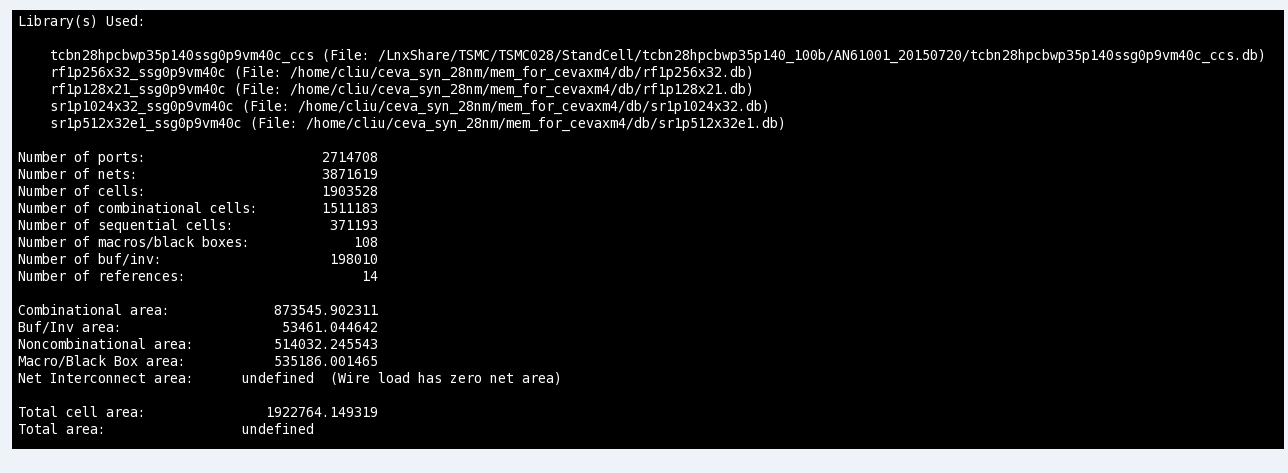 Library(s) Used:
tcbn28hpcbwp35p140ssg0p9vm40c_ccs (File: /LnxShare/TSMC/TSMC028/StandCell/tcbn28hpcbwp35p140_100b/AN61001_20150720/tcbn28hpcbwp35p140ssg0p9vm40c_ccs.db)
rf1p256x32_ssg0p9vm40c (File: /home/cliu/ceva_syn_28nm/mem_for_cevaxm4/db/rf1p256x32.db)
rf1p128x21_ssg0p9vm40c (File: /home/cliu/ceva_syn_28nm/mem_for_cevaxm4/db/rf1p128x21.db)
sr1p1024x32_ssg0p9vm40c (File: /home/cliu/ceva_syn_28nm/mem_for_cevaxm4/db/sr1p1024x32.db)
sr1p512x32e1_ssg0p9vm40c (File: /home/cliu/ceva_syn_28nm/mem_for_cevaxm4/db/sr1p512x32e1.db)
Number of ports: 2714708
Number of nets: 3871619
Number of cells: 1903528
Number of combinational cells: 1511183
Number of sequential cells: 371193
Number of macros/black boxes: 108
Number of buf/inv: 198010
Number of references: 14
Combinational area: 873545.902311
Buf/Inv area: 53461.044642
Noncombinational area: 514032.245543
Macro/Black Box area: 535186.001465
Net Interconnect area: undefined (Wire load has zero net area)
Total cell area: 1922764.149319
Total area: undefined